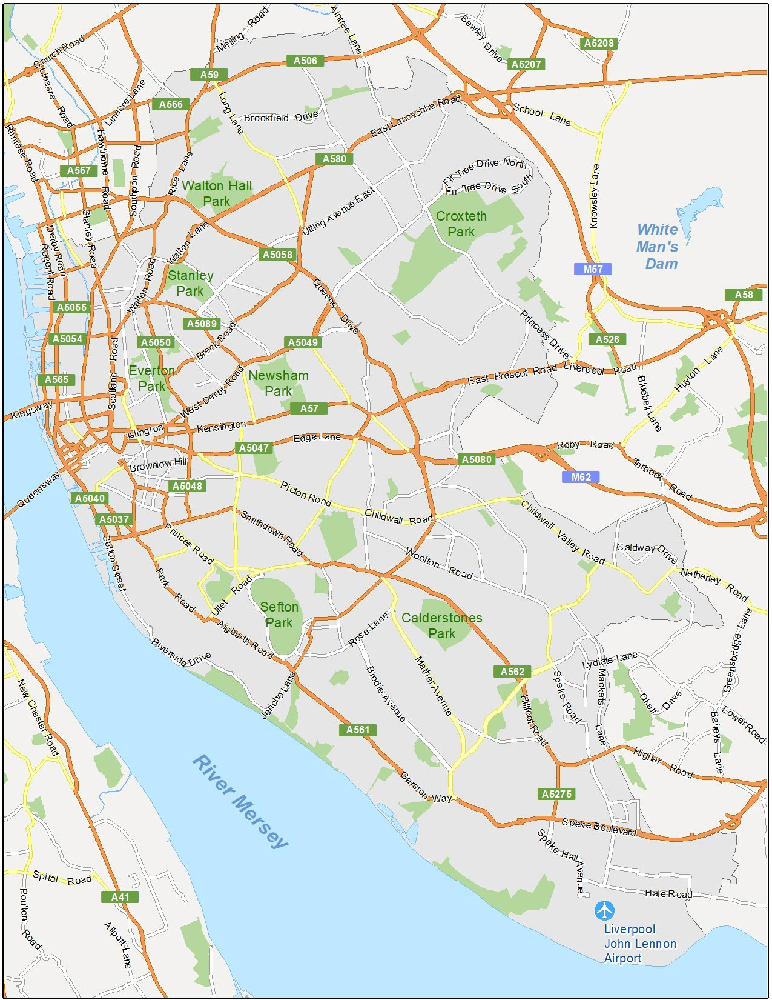 Melling Road
Aintree Lane
Bewley Drive
A5208
Church Road
A506
A5207
A59
Linacre Road
Linacre Lane
A566
Long Lane
Brookfield Drive
East Lancashire Road
School Lane
Rimrose Road
Hawthorne Road
Southport Road
Rice Lane
A567
A580
Fir Tree Drive North
Fir Tree Drive South
Knowsley Lane
Walton Hall
Park
Utting Avenue East
Croxteth
Park
White
Man's
Dam
Stanley Road
Derby Road
Regent Road
Walton Lane
A5058
M57
Walton Road
Stanley
Park
Queens Drive
A58
A5055
A5089
Princess Drive
A5054
A5050
Breck Road
A5049
A526
Scotland Road
Everton
Park
Newsham
Park
West Derby Road
East Prescot Road
Liverpool Road
Huyton Lane
Bluebell Lane
A565
Kingsway
A57
Islington
Kensington
Edge Lane
A5047
Roby Road
A5080
Brownlow Hill
Tarbock Road
M62
Queensway
A5048
A5040
Picton Road
A5037
Childwall Road
Childwall Valley Road
Smithdown Road
Sefton Street
Princes Road
Woolton Road
Caldway Drive
Netherley Road
Park Road
Ullet Road
Sefton
Park
Calderstones
Park
Aigburth Road
Rose Lane
Greensbridge Lane
Riverside Drive
Lydiate Lane
Mackets Lane
Jericho Lane
Brodie Avenue
Mather Avenue
A562
Speke Road
Okell Drive
New Chester Road
Hillfoot Road
Lower Road
Baileys Lane
A561
Higher Road
River Mersey
Garston Way
A5275
Speke Boulevard
Speke Hall Avenue
Spital Road
A41
Hale Road
Poulton Road
Allport Lane
Liverpool
John Lennon
Airport